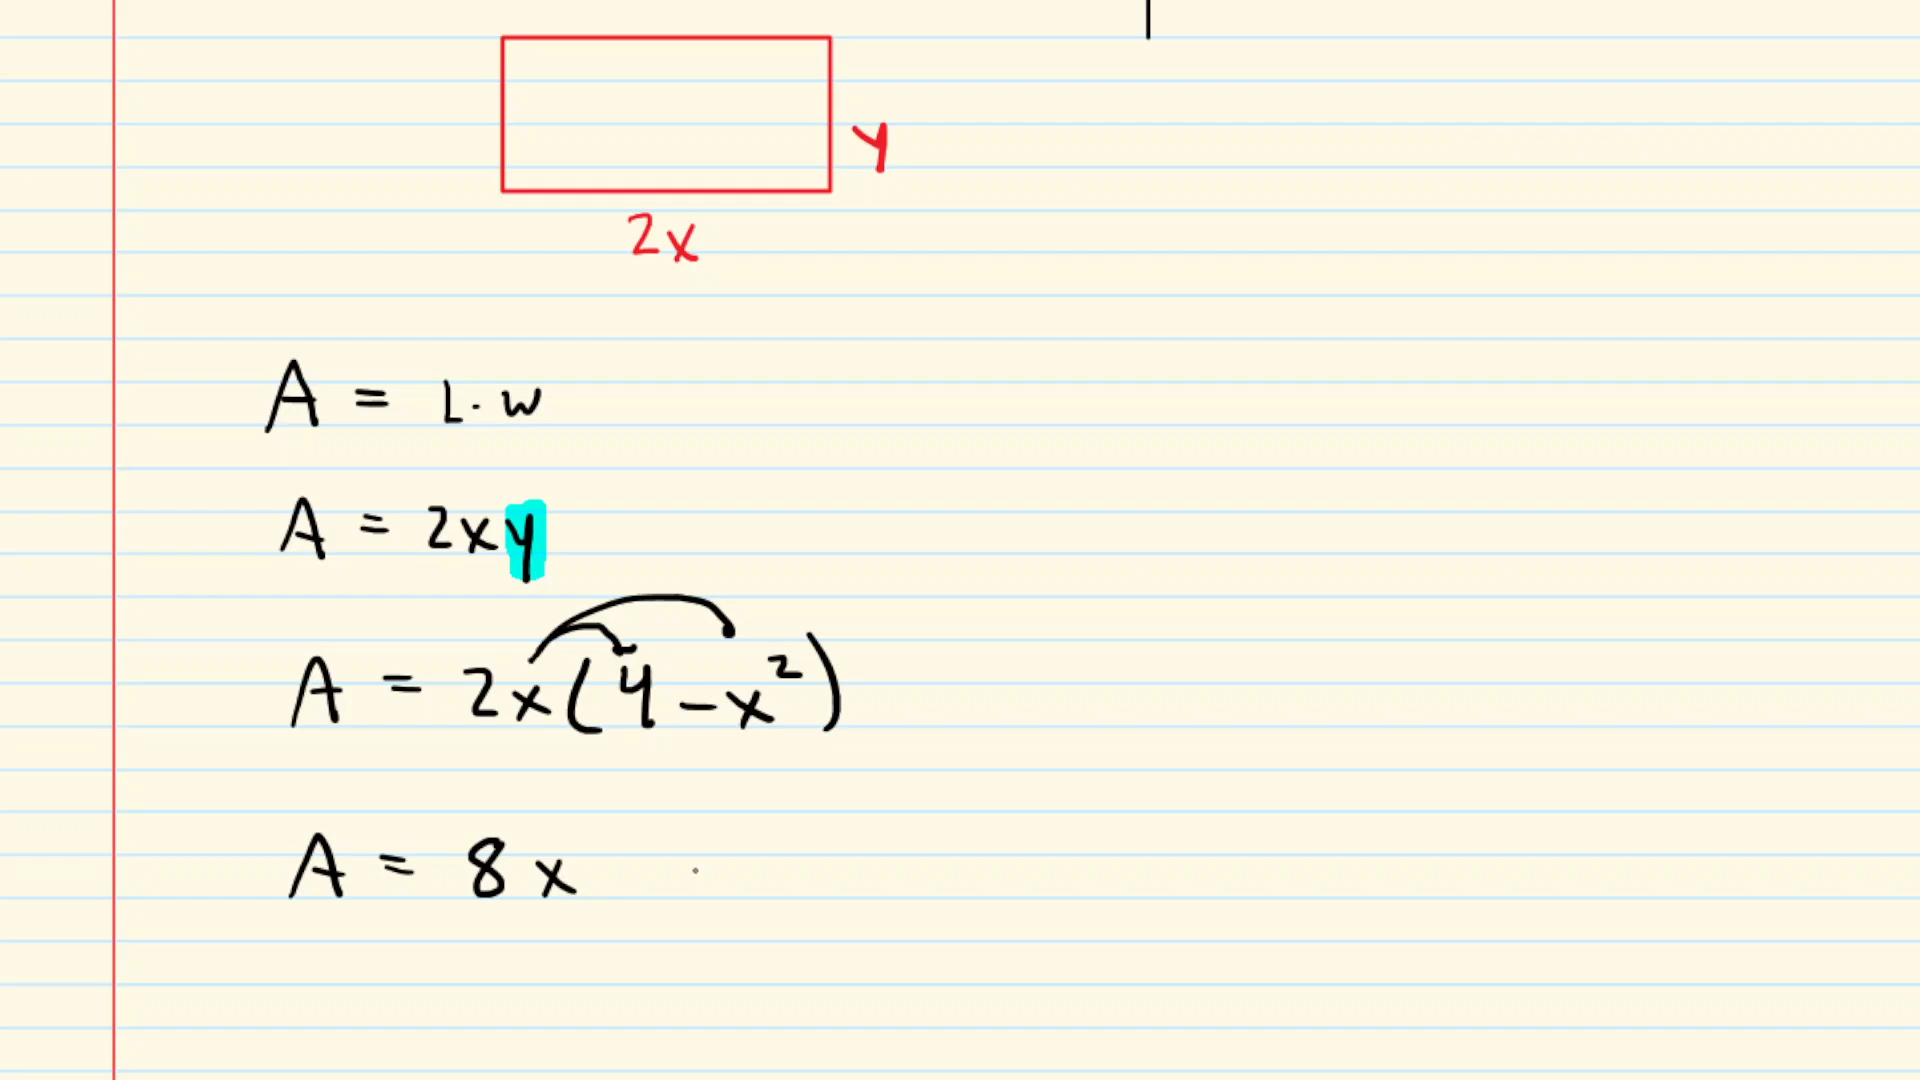 y
2x
A = L·W
A = 2xy
A = 2x(4-x²)
A = 8x